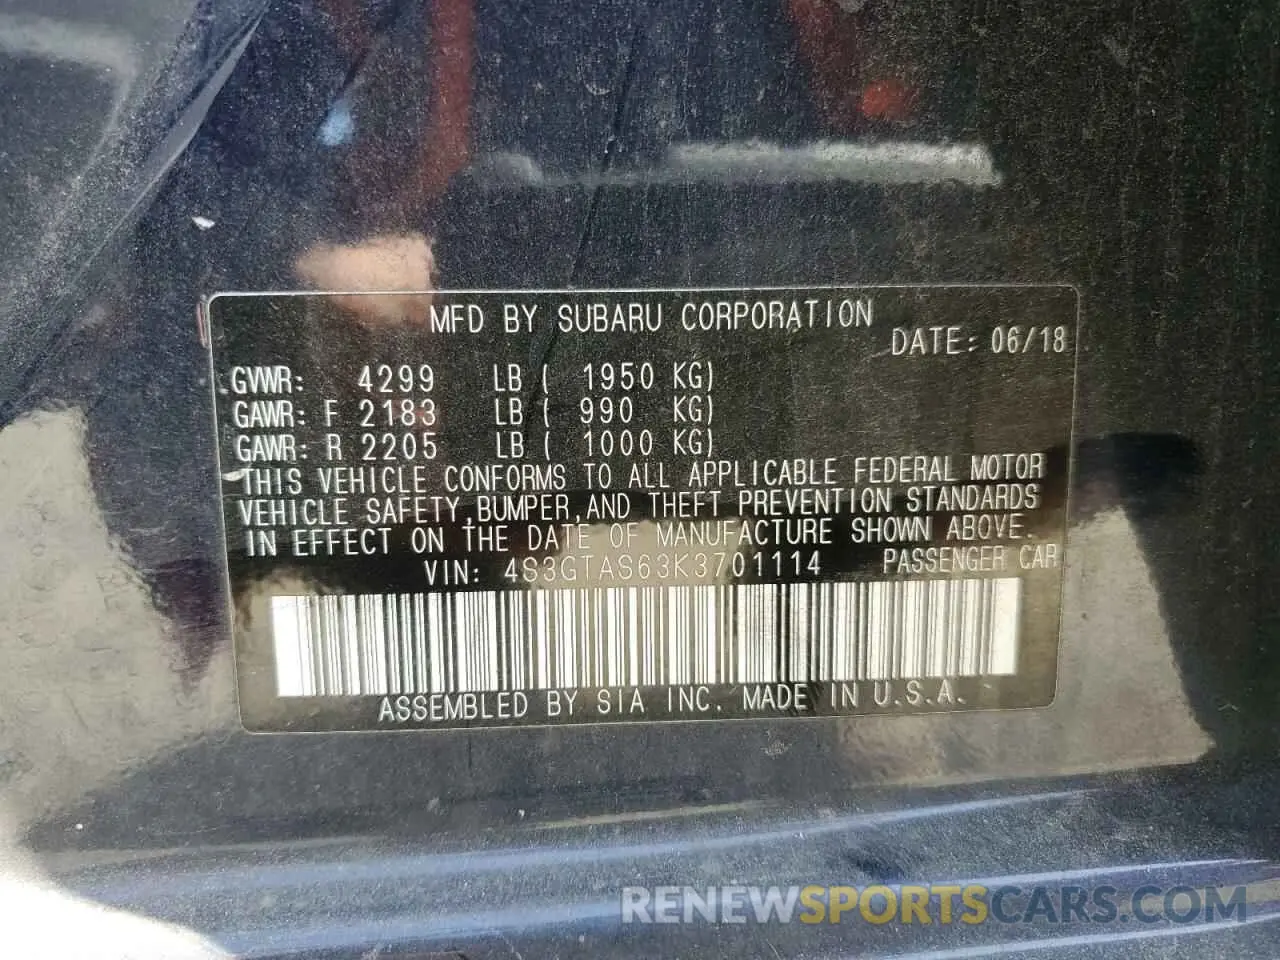 MFD BY SUBARU CORPORATION
DATE: 06/18
GVWR: 4299 LB ( 1950 KG)
GAWR: F 2183 LB ( 990 KG)
GAWR: R 2205 LB ( 1000 KG)
THIS VEHICLE CONFORMS TO ALL APPLICABLE FEDERAL MOTOR
VEHICLE SAFETY,BUMPER,AND THEFT PREVENTION STANDARDS
IN EFFECT ON THE DATE OF MANUFACTURE SHOWN ABOVE.
VIN: 4S3GTAS63K3701114 PASSENGER CAR
ASSEMBLED BY SIA INC. MADE IN U.S.A.
RENEWSPORTSCARS.COM